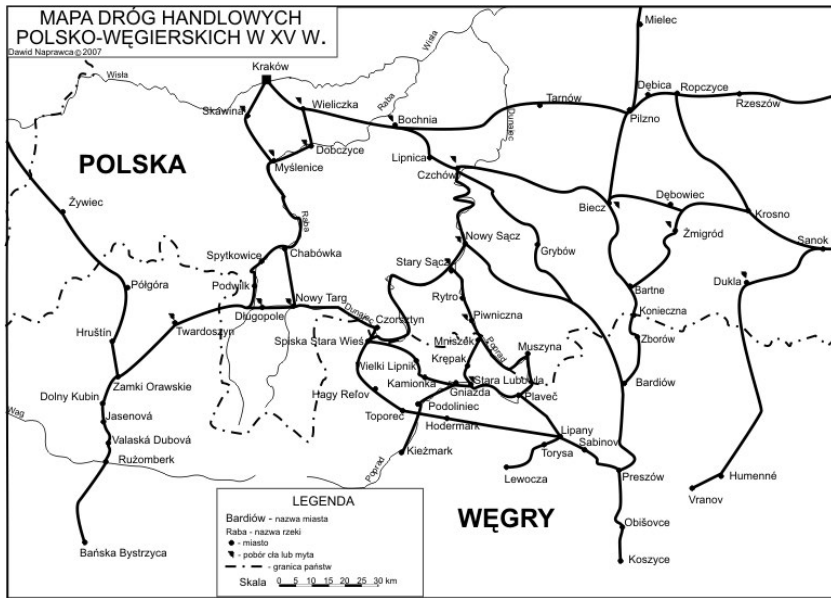 MAPA DRÓG HANDLOWYCH
POLSKO-WĘGIERSKICH W XV W.
Dawid Naprawca © 2007
Mielec
Wisła
Kraków
Wisła
Dębica
Ropczyce
Rzeszów
Skawina
Wieliczka
Raba
Tarnów
Pilzno
Bochnia
Dunajec
Dobczyce
Lipnica
POLSKA
Myślenice
Czchów
Żywiec
Raba
Biecz
Dębowiec
Krosno
Żmigród
Nowy Sącz
Grybów
Sanok
Spytkowice
Chabówka
Stary Sącz
Półgóra
Podwilk
Nowy Targ
Rytro
Bartne
Dukla
Długopole
Dunajec
Czorsztyn
Piwniczna
Konieczna
Twardoszyn
Hruštín
Spiska Stara Wieś
Mniszek
Poprad
Muszyna
Zborów
Wielki Lipnik
Krępak
Zamki Orawskie
Kamionka
Stara Lubowla
Bardiów
Dolny Kubin
Hagy Reľov
Gniazda
Plaveč
Wag
Jasenová
Toporec
Podoliniec
Hodermark
Lipany
Valaská Dubová
Sabinov
Rużomberk
Kieżmark
Torysa
Poprad
Lewocza
Preszów
Humenné
Vranov
LEGENDA
Bardiów - nazwa miasta
Raba - nazwa rzeki
- miasto
- pobór cła lub myta
- granica państw
Skala 0 5 10 15 20 25 30 km
WĘGRY
Obišovce
Bańska Bystrzyca
Koszyce